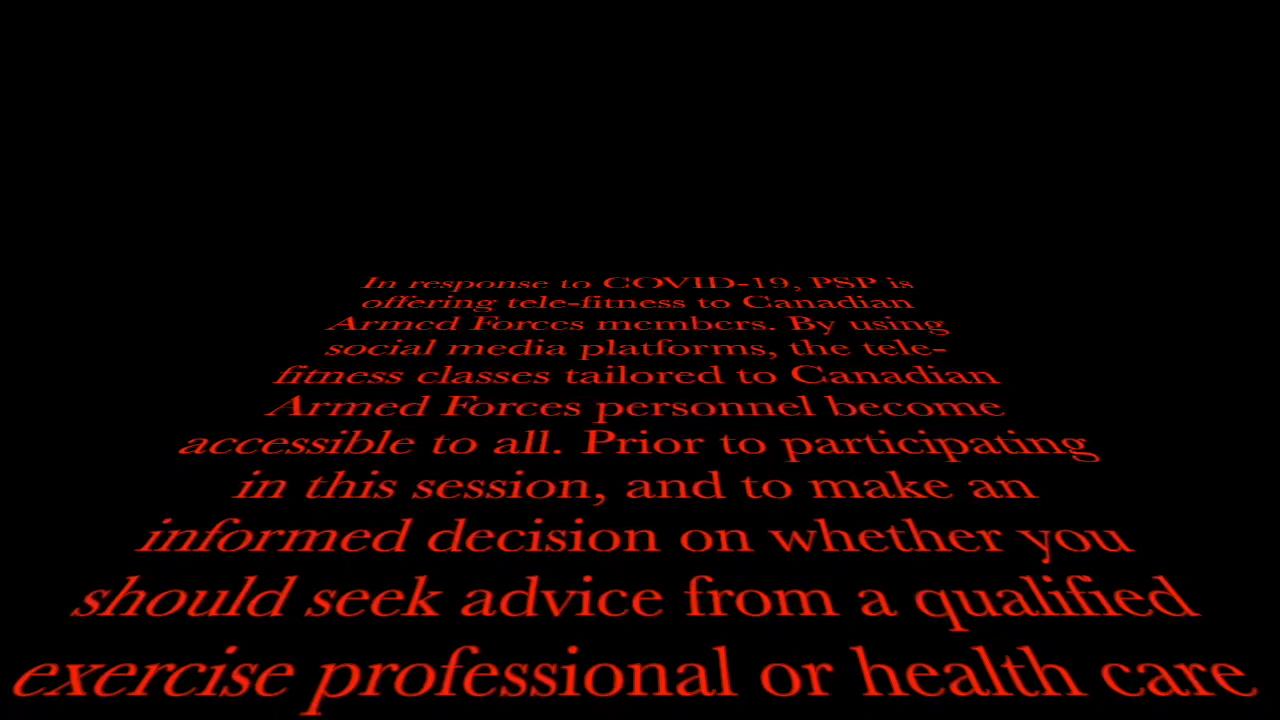 In response to COVID-19, PSP is
offering tele-fitness to Canadian
Armed Forces members. By using
social media platforms, the tele-
fitness classes tailored to Canadian
Armed Forces personnel become
accessible to all. Prior to participating
in this session, and to make an
informed decision on whether you
should seek advice from a qualified
exercise professional or health care